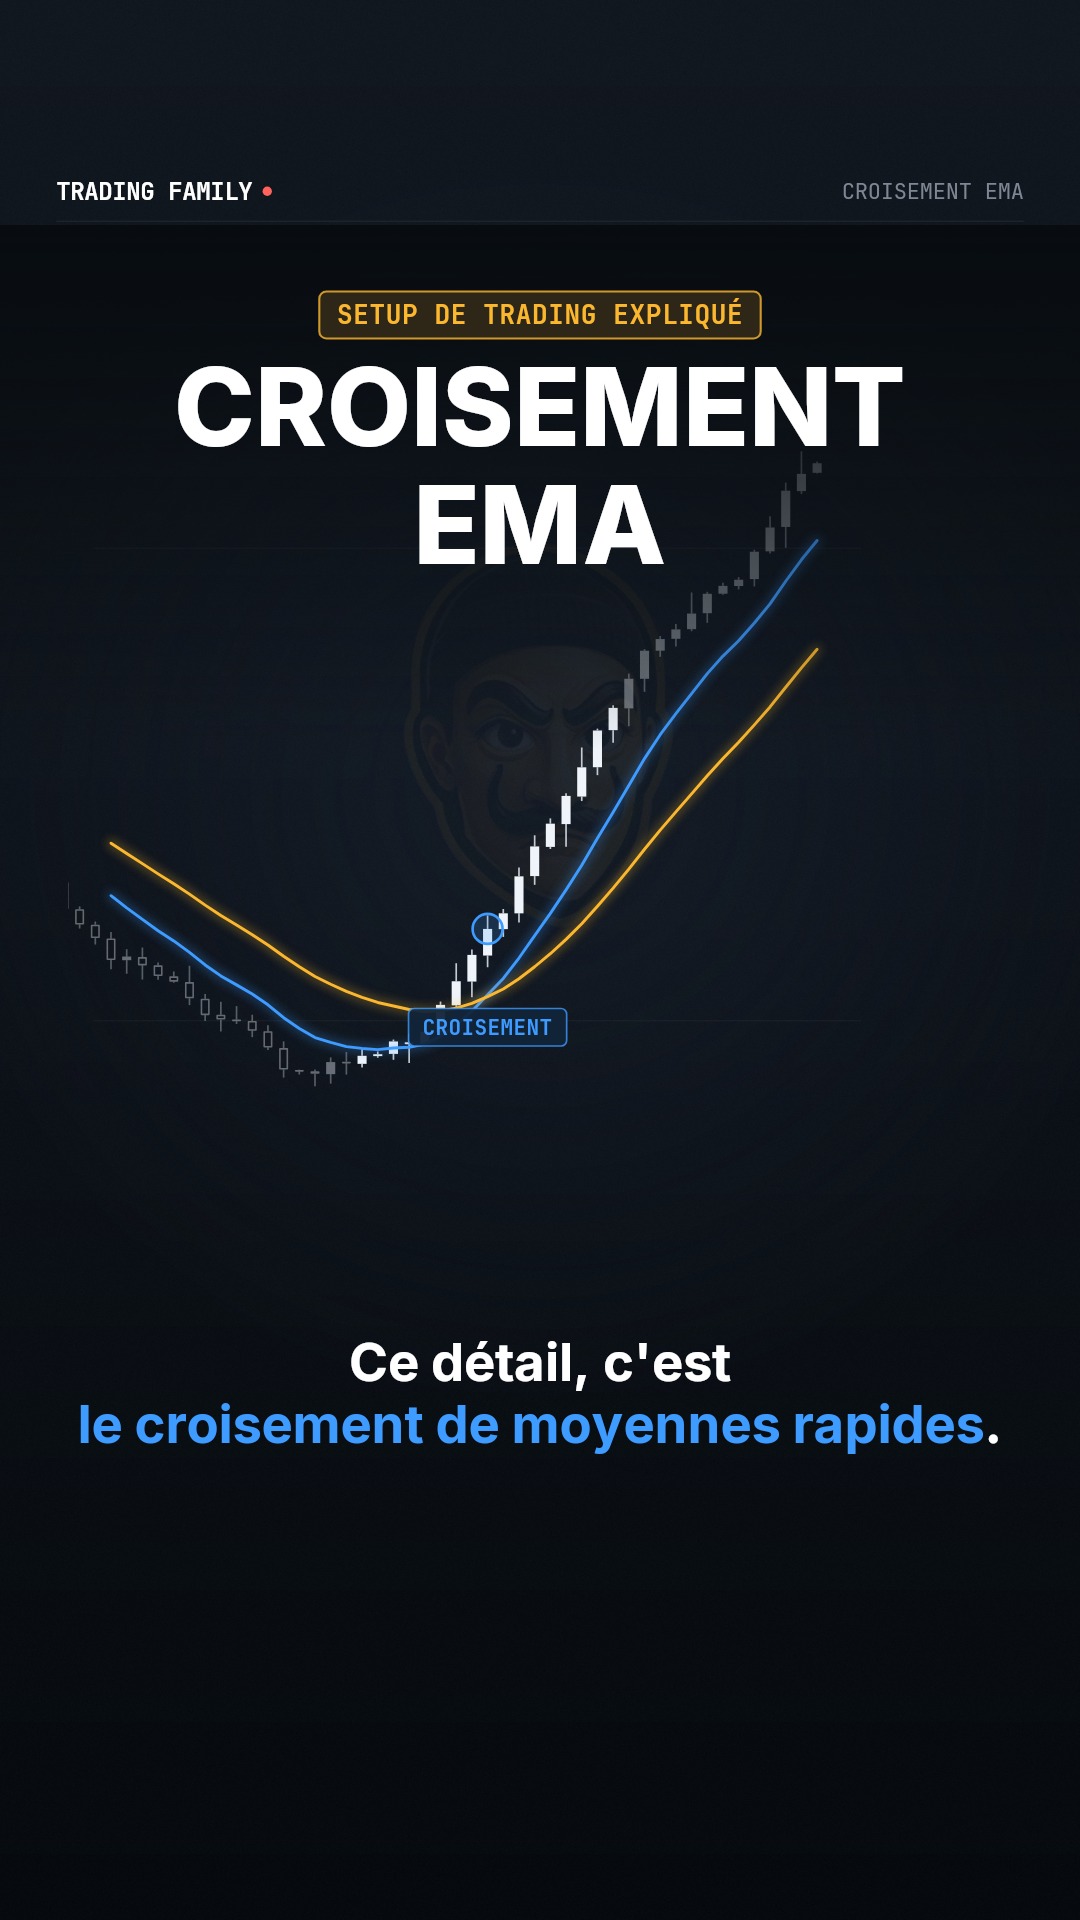 TRADING FAMILY
CROISEMENT EMA
SETUP DE TRADING EXPLIQUÉ
CROISEMENT
EMA
CROISEMENT
Ce détail, c'est
le croisement de moyennes rapides.